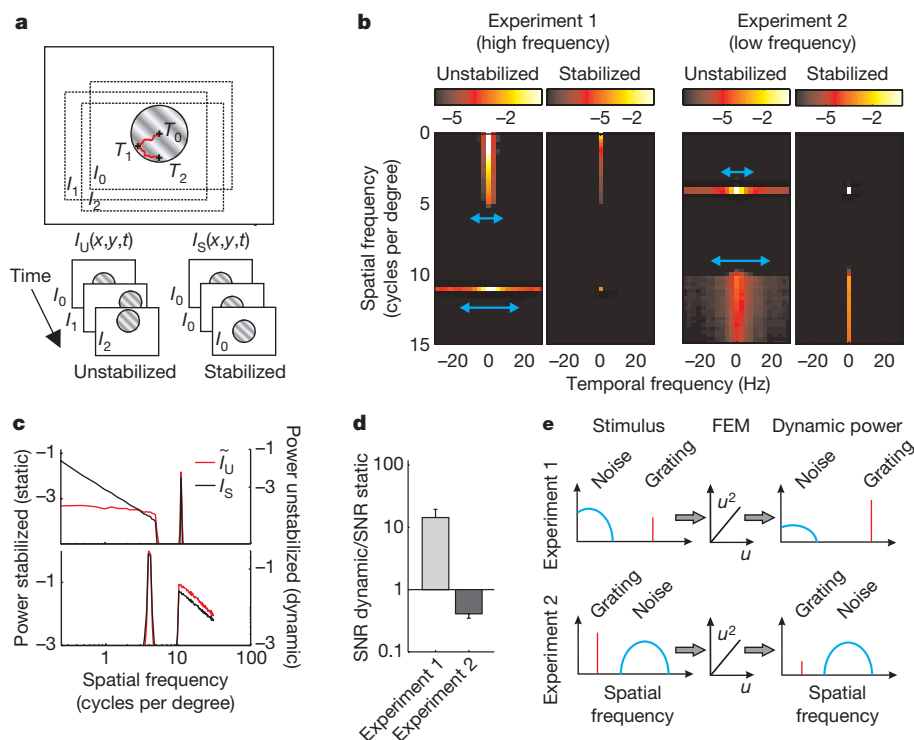 a
T0
T1
T2
I0
I1
I2
IU(x,y,t)
IS(x,y,t)
Time
I0
I1
I2
I0
I0
I0
Unstabilized
Stabilized
b
Experiment 1
(high frequency)
Experiment 2
(low frequency)
Unstabilized
Stabilized
Unstabilized
Stabilized
−5 −2
−5 −2
−5 −2
−5 −2
Spatial frequency
(cycles per degree)
0
5
10
15
−20 0 20
−20 0 20
−20 0 20
−20 0 20
Temporal frequency (Hz)
c
Power stabilized (static)
Power unstabilized
(dynamic)
−1
−3
−1
−3
−1
−3
−1
−3
ĨU
IS
1 10 100
Spatial frequency
(cycles per degree)
d
SNR dynamic/SNR static
100
10
1
0.1
Experiment 1
Experiment 2
e
Stimulus
FEM
Dynamic power
Experiment 1
Noise
Grating
u²
u
Noise
Grating
Experiment 2
Grating
Noise
u²
u
Grating
Noise
Spatial
frequency
Spatial
frequency